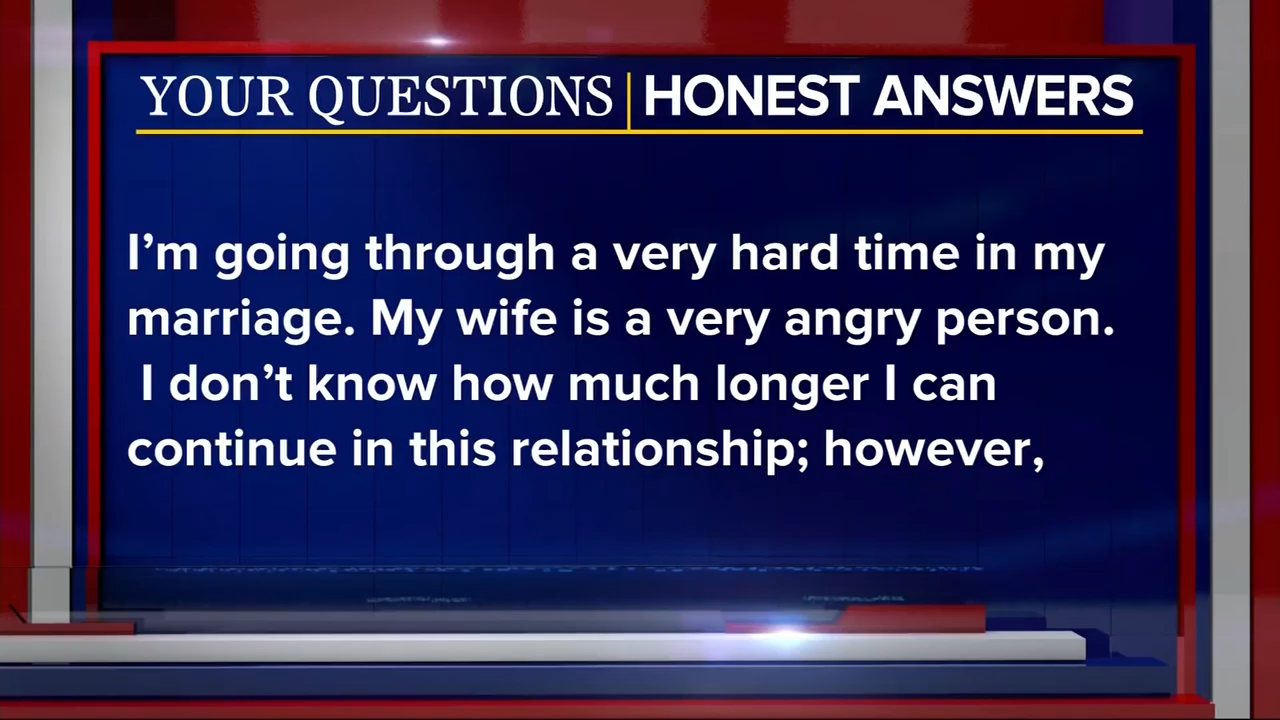 YOUR QUESTIONS | HONEST ANSWERS
I’m going through a very hard time in my
marriage. My wife is a very angry person.
I don’t know how much longer I can
continue in this relationship; however,